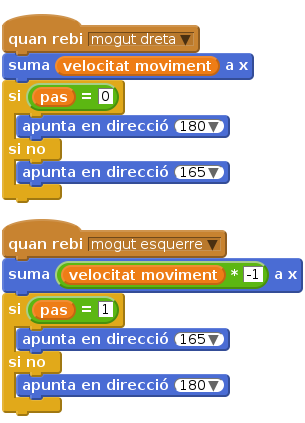 quan rebi mogut dreta
suma velocitat moviment a x
si pas = 0
apunta en direcció 180
si no
apunta en direcció 165
quan rebi mogut esquerre
suma velocitat moviment * -1 a x
si pas = 1
apunta en direcció 165
si no
apunta en direcció 180